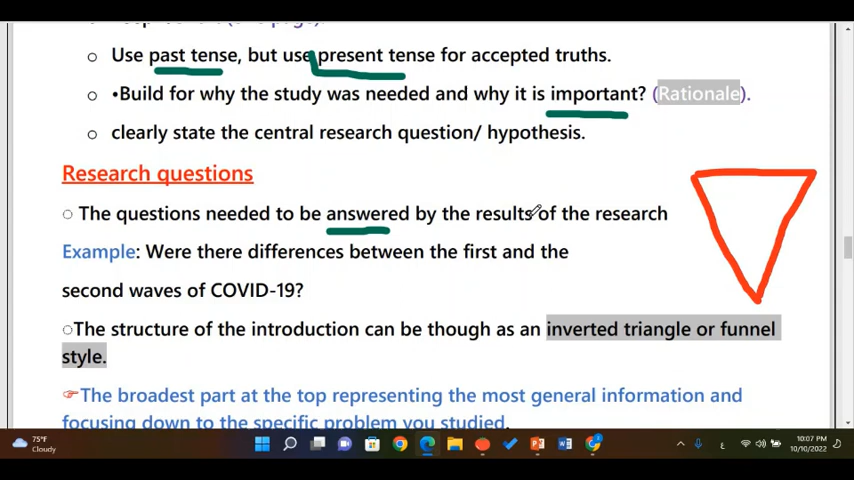 Use past tense, but use present tense for accepted truths.
•Build for why the study was needed and why it is important? (Rationale).
clearly state the central research question/ hypothesis.
Research questions
The questions needed to be answered by the results of the research
Example: Were there differences between the first and the
second waves of COVID-19?
The structure of the introduction can be though as an inverted triangle or funnel
style.
☞The broadest part at the top representing the most general information and
focusing down to the specific problem you studied.
75°F
Cloudy
ع
10:07 PM
10/10/2022